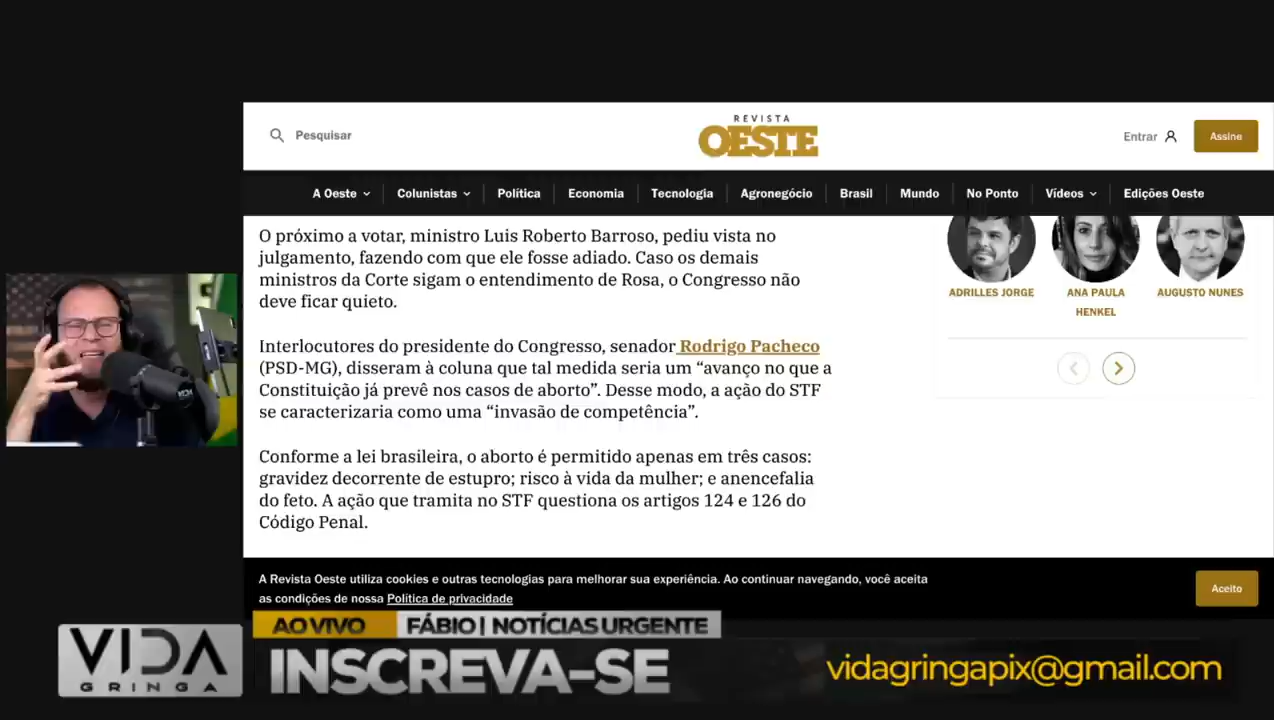 Pesquisar
REVISTA
OESTE
Entrar
Assine
A Oeste
Colunistas
Política
Economia
Tecnologia
Agronegócio
Brasil
Mundo
No Ponto
Vídeos
Edições Oeste
O próximo a votar, ministro Luis Roberto Barroso, pediu vista no
julgamento, fazendo com que ele fosse adiado. Caso os demais
ministros da Corte sigam o entendimento de Rosa, o Congresso não
deve ficar quieto.
Interlocutores do presidente do Congresso, senador Rodrigo Pacheco
(PSD-MG), disseram à coluna que tal medida seria um “avanço no que a
Constituição já prevê nos casos de aborto”. Desse modo, a ação do STF
se caracterizaria como uma “invasão de competência”.
Conforme a lei brasileira, o aborto é permitido apenas em três casos:
gravidez decorrente de estupro; risco à vida da mulher; e anencefalia
do feto. A ação que tramita no STF questiona os artigos 124 e 126 do
Código Penal.
ADRILLES JORGE
ANA PAULA
HENKEL
AUGUSTO NUNES
A Revista Oeste utiliza cookies e outras tecnologias para melhorar sua experiência. Ao continuar navegando, você aceita
as condições de nossa Política de privacidade
Aceito
AO VIVO
FÁBIO | NOTÍCIAS URGENTE
VIDA
GRINGA
INSCREVA-SE
vidagringapix@gmail.com